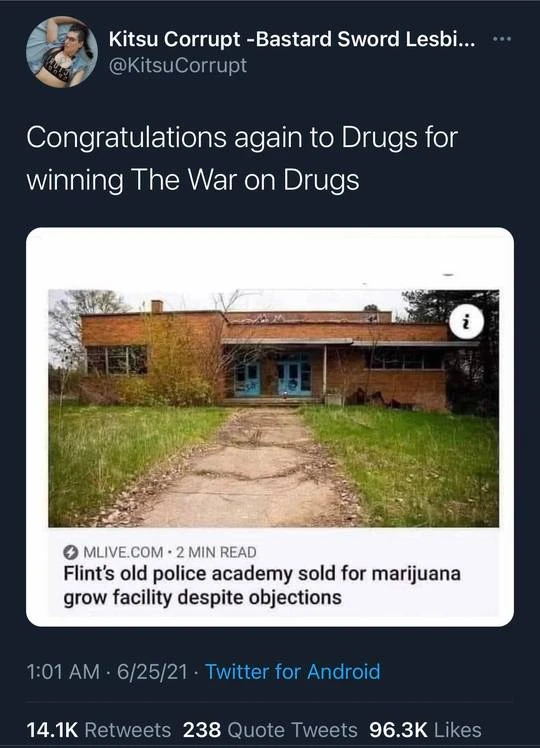 Kitsu Corrupt -Bastard Sword Lesbi...
@KitsuCorrupt
Congratulations again to Drugs for
winning The War on Drugs
i
MLIVE.COM • 2 MIN READ
Flint's old police academy sold for marijuana
grow facility despite objections
1:01 AM · 6/25/21 · Twitter for Android
14.1K Retweets 238 Quote Tweets 96.3K Likes